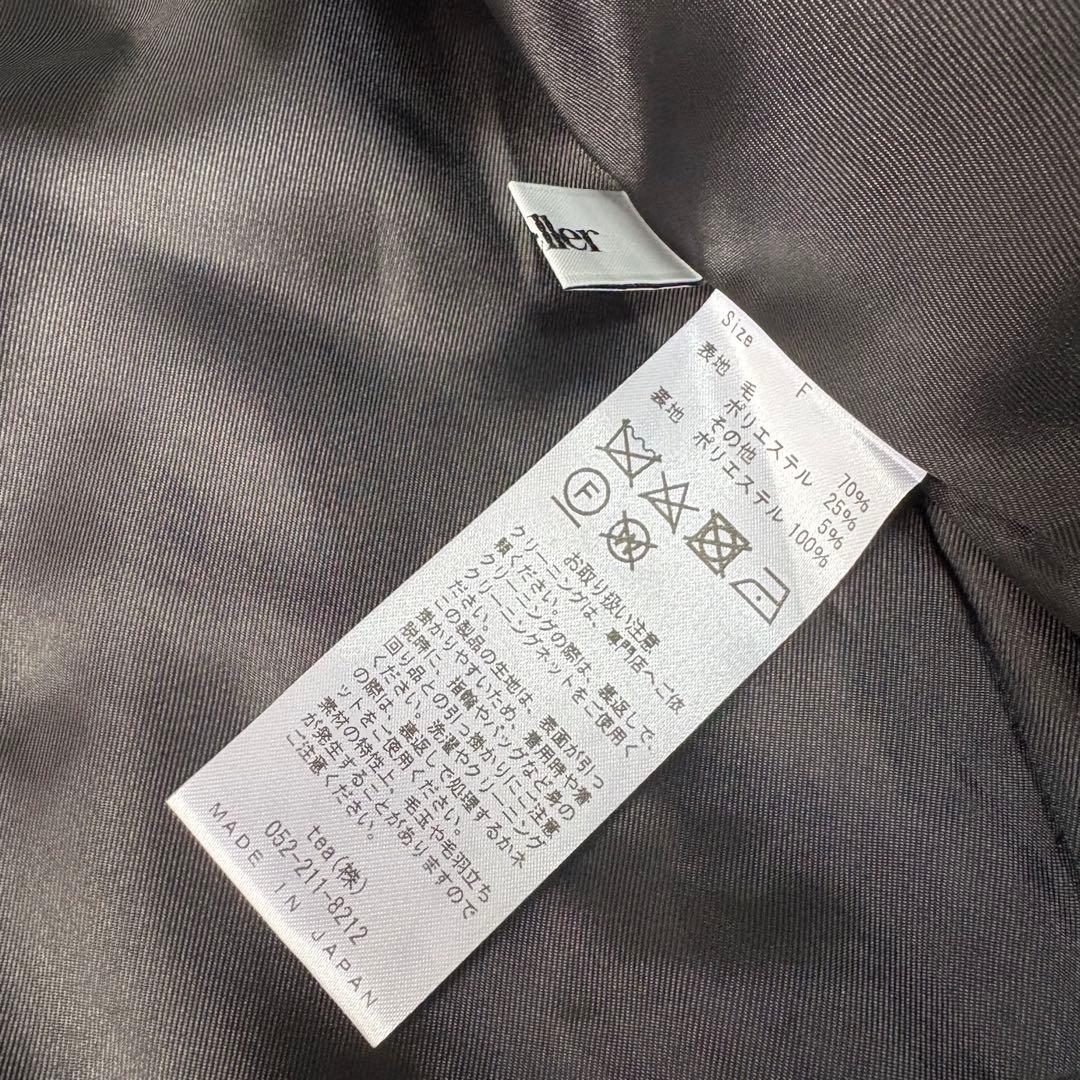 ller
Size F
表地 毛 70%
ポリエステル 25%
その他 5%
表地 ポリエステル 100%
F
W
お取り扱い注意
クリーニングは、専門店へご依
頼ください。
クリーニングの際は、裏返して、
クリーニングネットをご使用く
ださい。
この製品の生地は、表面が引っ
掛かりやすいため、着用時や着
脱時に、指輪やバッグなど身の
回り品との引っ掛かりにご注意
ください。洗濯やクリーニング
の際は、裏返しで処理するかネ
ットをご使用ください。
素材の特性上、毛玉や毛羽立ち
が発生することがありますので
ご注意ください。
tea(株)
052-211-8212
MADE IN JAPAN